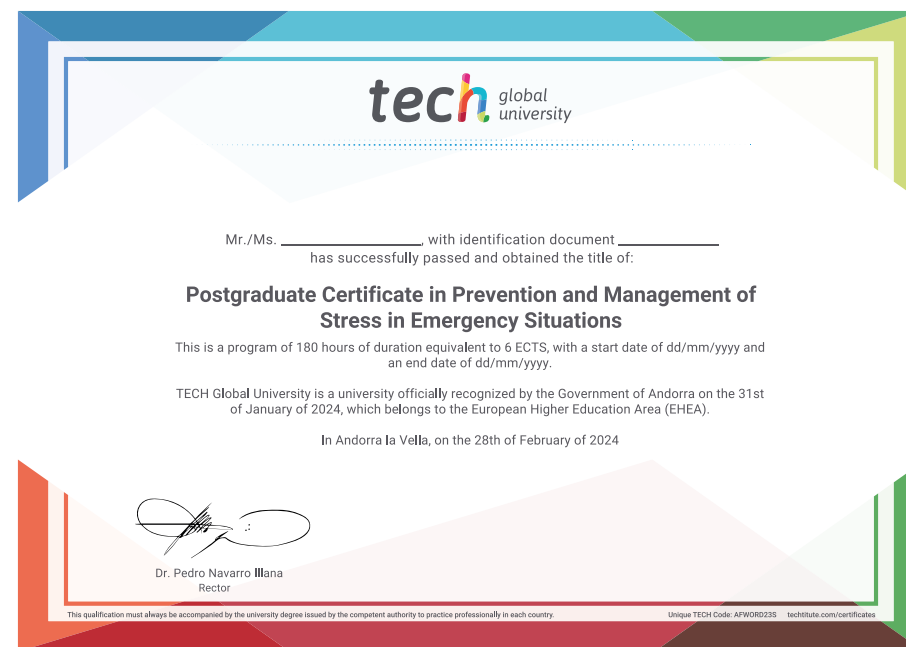 tech global university
Mr./Ms. ____________________, with identification document ______________
has successfully passed and obtained the title of:
Postgraduate Certificate in Prevention and Management of
Stress in Emergency Situations
This is a program of 180 hours of duration equivalent to 6 ECTS, with a start date of dd/mm/yyyy and
an end date of dd/mm/yyyy.
TECH Global University is a university officially recognized by the Government of Andorra on the 31st
of January of 2024, which belongs to the European Higher Education Area (EHEA).
In Andorra la Vella, on the 28th of February of 2024
Dr. Pedro Navarro Illana
Rector
This qualification must always be accompanied by the university degree issued by the competent authority to practice professionally in each country.
Unique TECH Code: AFWORD23S techtitute.com/certificates